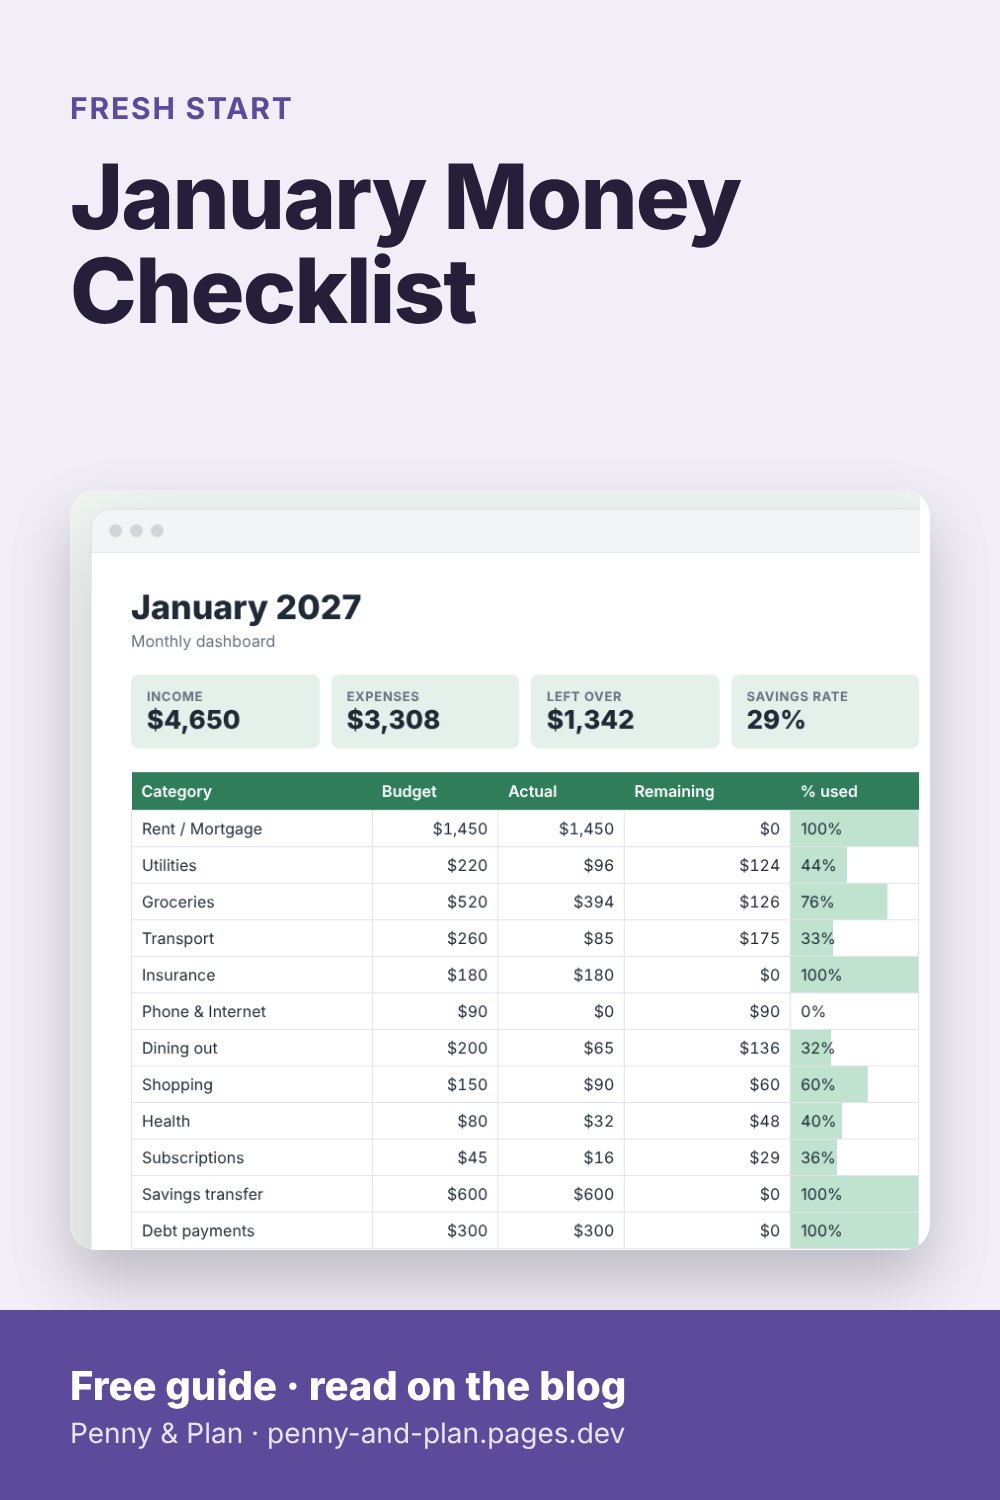 FRESH START
January Money
Checklist
January 2027
Monthly dashboard
INCOME EXPENSES LEFT OVER SAVINGS RATE
$4,650 $3,308 $1,342 29%
Category Budget Actual Remaining % used
Rent / Mortgage $1,450 $1,450 $0 100%
Utilities $220 $96 $124 44%
Groceries $520 $394 $126 76%
Transport $260 $85 $175 33%
Insurance $180 $180 $0 100%
Phone & Internet $90 $0 $90 0%
Dining out $200 $65 $136 32%
Shopping $150 $90 $60 60%
Health $80 $32 $48 40%
Subscriptions $45 $16 $29 36%
Savings transfer $600 $600 $0 100%
Debt payments $300 $300 $0 100%
Free guide · read on the blog
Penny & Plan · penny-and-plan.pages.dev